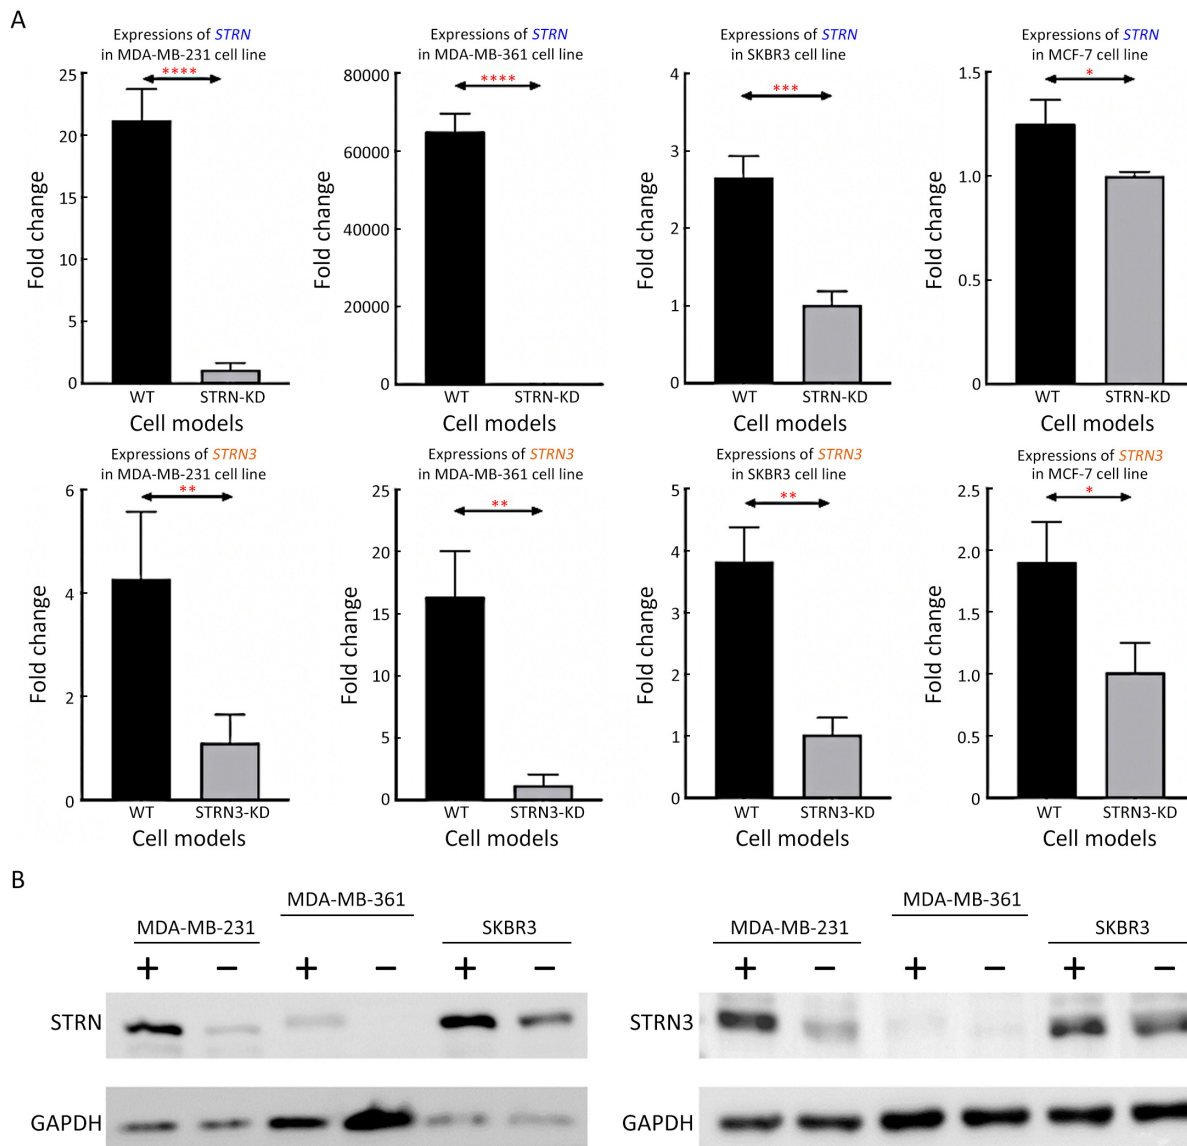 A
Expressions of STRN
in MDA-MB-231 cell line
****
25
20
15
10
5
0
Fold change
WT
STRN-KD
Cell models
Expressions of STRN
in MDA-MB-361 cell line
****
80000
60000
40000
20000
0
Fold change
WT
STRN-KD
Cell models
Expressions of STRN
in SKBR3 cell line
***
4
3
2
1
0
Fold change
WT
STRN-KD
Cell models
Expressions of STRN
in MCF-7 cell line
*
1.5
1.0
0.5
0
Fold change
WT
STRN-KD
Cell models
Expressions of STRN3
in MDA-MB-231 cell line
**
6
4
2
0
Fold change
WT
STRN3-KD
Cell models
Expressions of STRN3
in MDA-MB-361 cell line
**
25
20
15
10
5
0
Fold change
WT
STRN3-KD
Cell models
Expressions of STRN3
in SKBR3 cell line
**
5
4
3
2
1
0
Fold change
WT
STRN3-KD
Cell models
Expressions of STRN3
in MCF-7 cell line
*
2.5
2.0
1.5
1.0
0.5
0
Fold change
WT
STRN3-KD
Cell models
B
MDA-MB-361
MDA-MB-231
SKBR3
+ − + − + −
STRN
GAPDH
MDA-MB-361
MDA-MB-231
SKBR3
+ − + − + −
STRN3
GAPDH